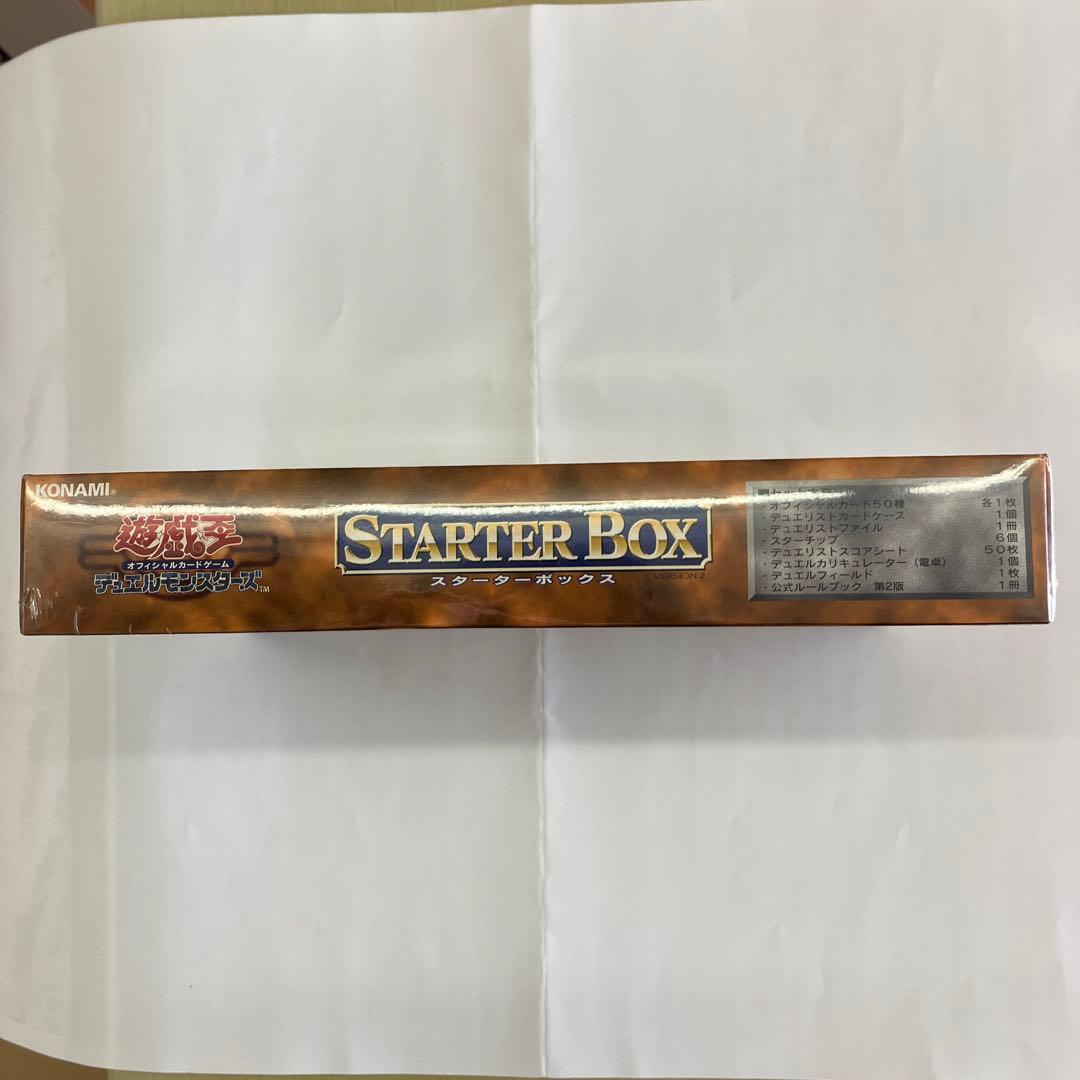 KONAMI®
遊戯王
オフィシャルカードゲーム
デュエルモンスターズ™
STARTER BOX
スターターボックス
VERSION 2
・オフィシャルカード50種 各1枚
・デュエリストカードケース 1個
・デュエリストファイル 1冊
・スターチップ 6個
・デュエリストスコアシート 50枚
・デュエルカリキュレーター（電卓） 1個
・デュエルフィールド 1枚
・公式ルールブック 第2版 1冊